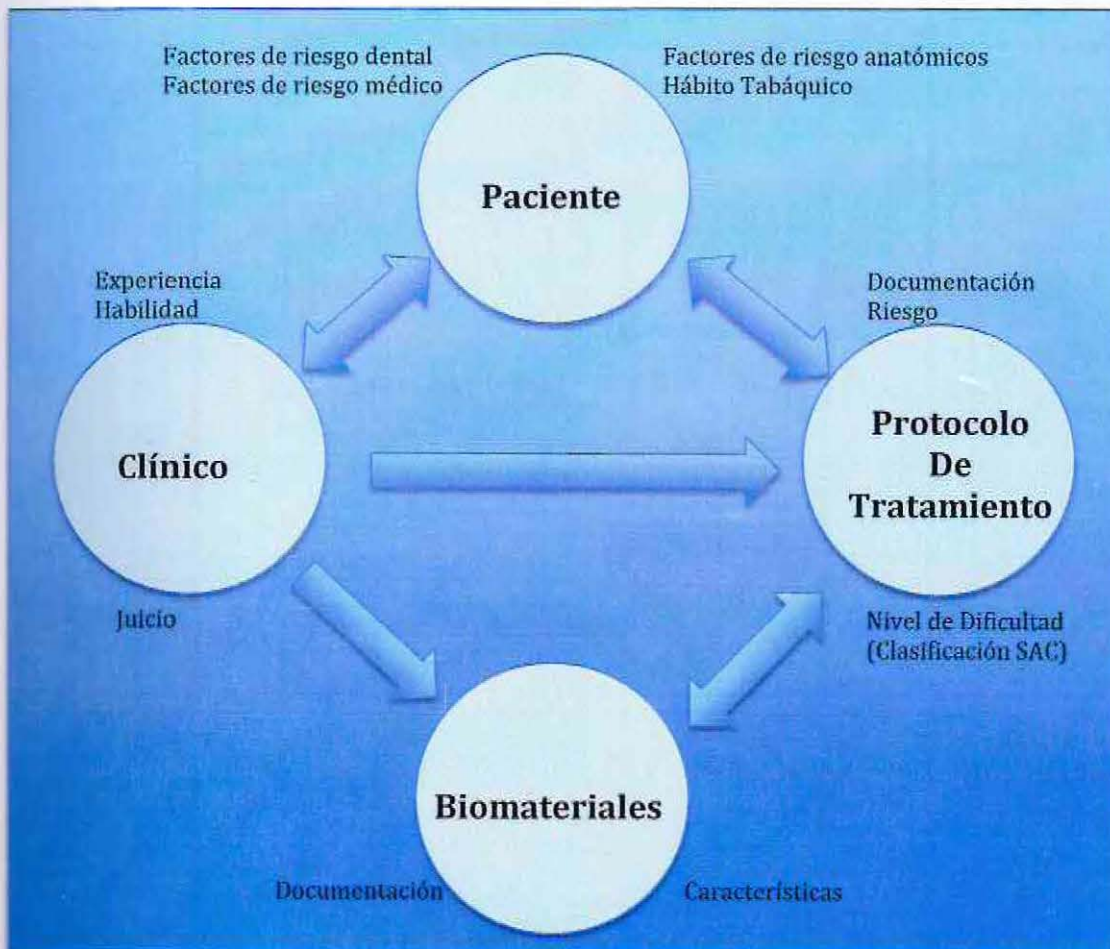 Factores de riesgo dental
Factores de riesgo médico
Factores de riesgo anatómicos
Hábito Tabáquico
Paciente
Experiencia
Habilidad
Documentación
Riesgo
Clínico
Protocolo
De
Tratamiento
Juicio
Nivel de Dificultad
(Clasificación SAC)
Biomateriales
Documentación
Características